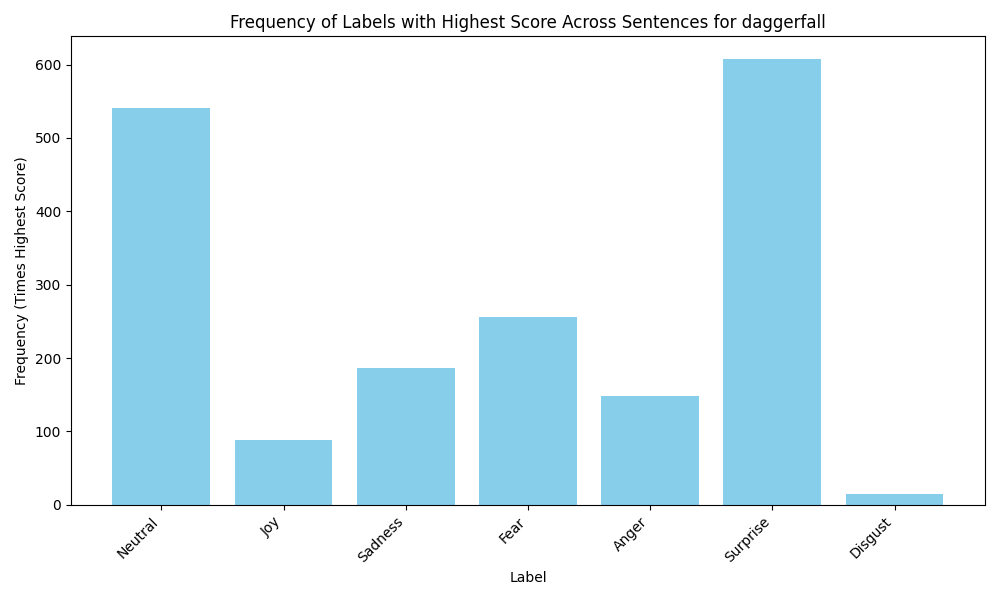 Frequency of Labels with Highest Score Across Sentences for daggerfall
Frequency (Times Highest Score)
600
500
400
300
200
100
0
Neutral
Joy
Sadness
Fear
Anger
Surprise
Disgust
Label